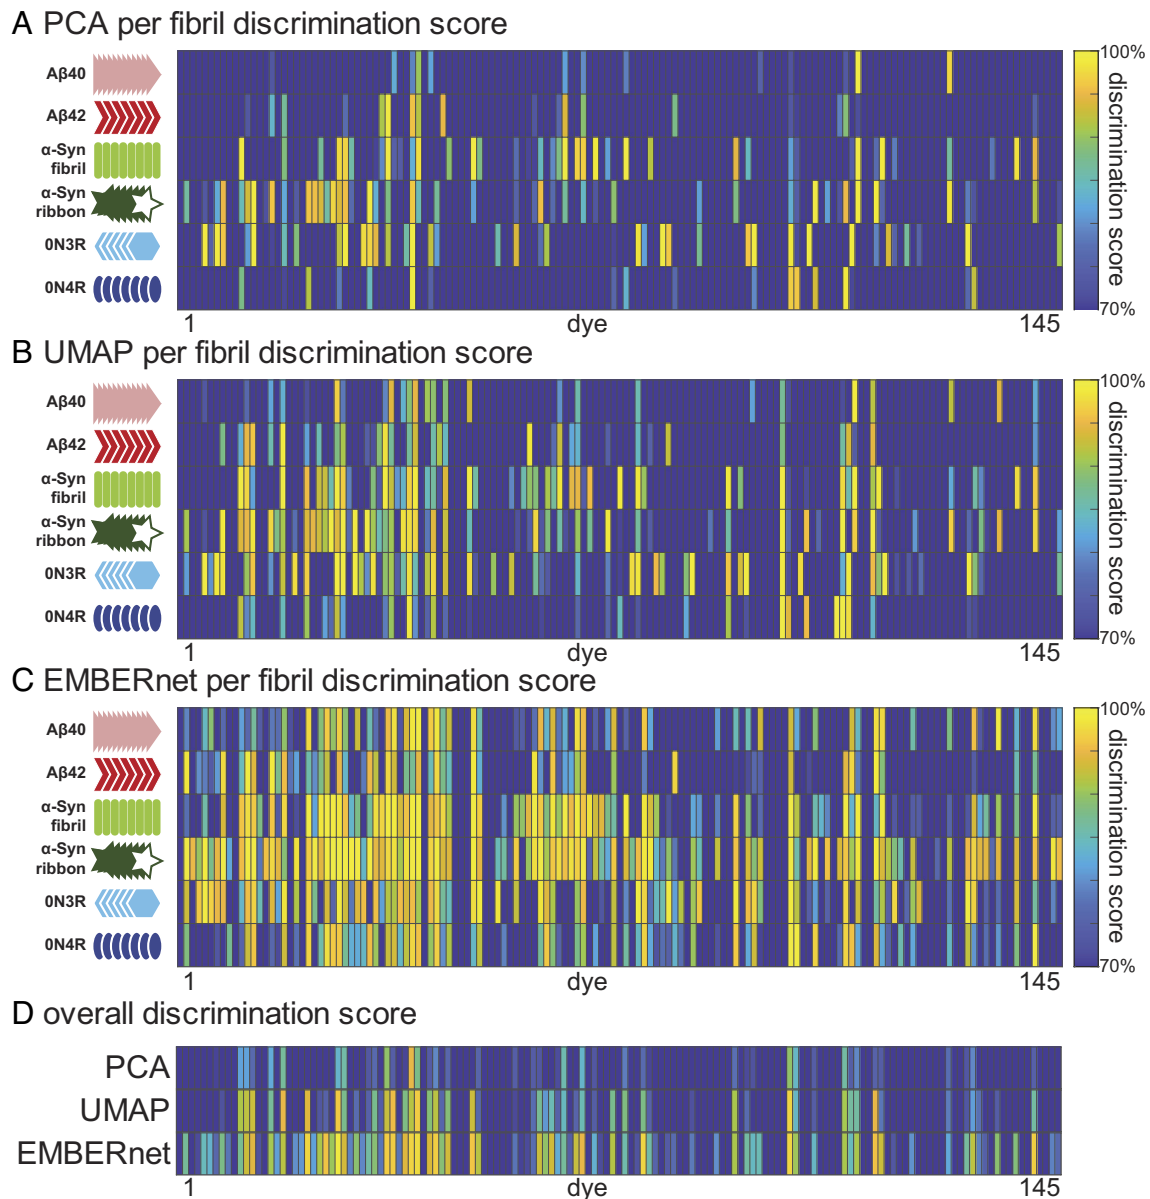 A PCA per fibril discrimination score
Aβ40
Aβ42
α-Syn
fibril
α-Syn
ribbon
0N3R
0N4R
1 dye 145
100%
discrimination score
70%
B UMAP per fibril discrimination score
Aβ40
Aβ42
α-Syn
fibril
α-Syn
ribbon
0N3R
0N4R
1 dye 145
100%
discrimination score
70%
C EMBERnet per fibril discrimination score
Aβ40
Aβ42
α-Syn
fibril
α-Syn
ribbon
0N3R
0N4R
1 dye 145
100%
discrimination score
70%
D overall discrimination score
PCA
UMAP
EMBERnet
1 dye 145